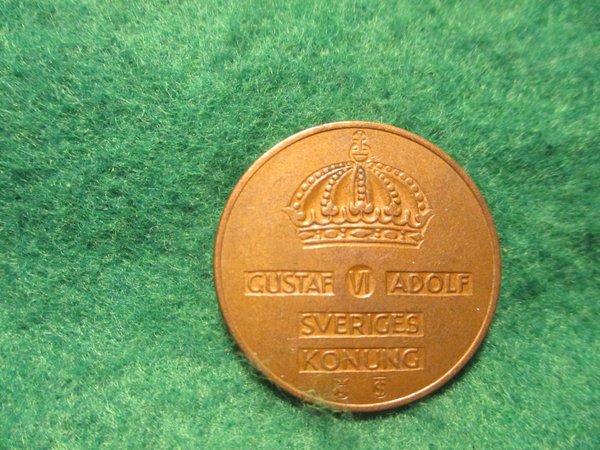 GUSTAF VI ADOLF
SVERIGES
KONUNG